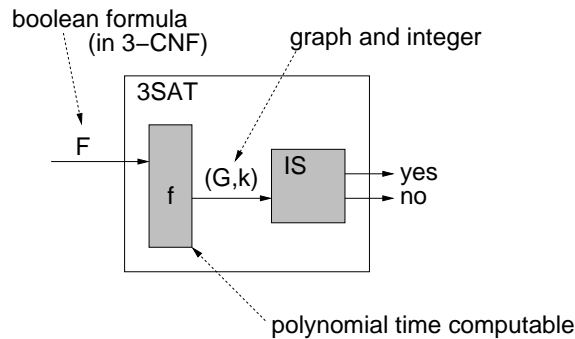 boolean formula
(in 3−CNF)
graph and integer
3SAT
F
(G,k)
IS
yes
f
no
polynomial time computable